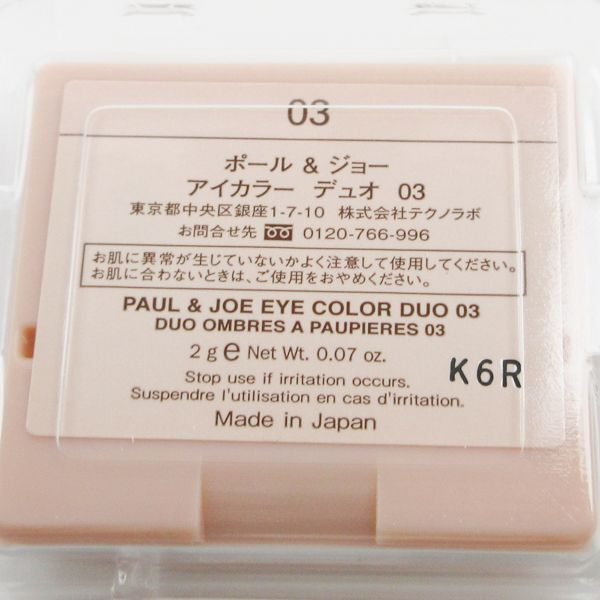 03
ポール & ジョー
アイカラー デュオ 03
東京都中央区銀座1-7-10 株式会社テクノラボ
お問合せ先 0120-766-996
お肌に異常が生じていないかよく注意して使用してください。
お肌に合わないときは、ご使用をおやめください。
PAUL & JOE EYE COLOR DUO 03
DUO OMBRES A PAUPIERES 03
2 g e Net Wt. 0.07 oz.
K6R
Stop use if irritation occurs.
Suspendre l'utilisation en cas d'irritation.
Made in Japan